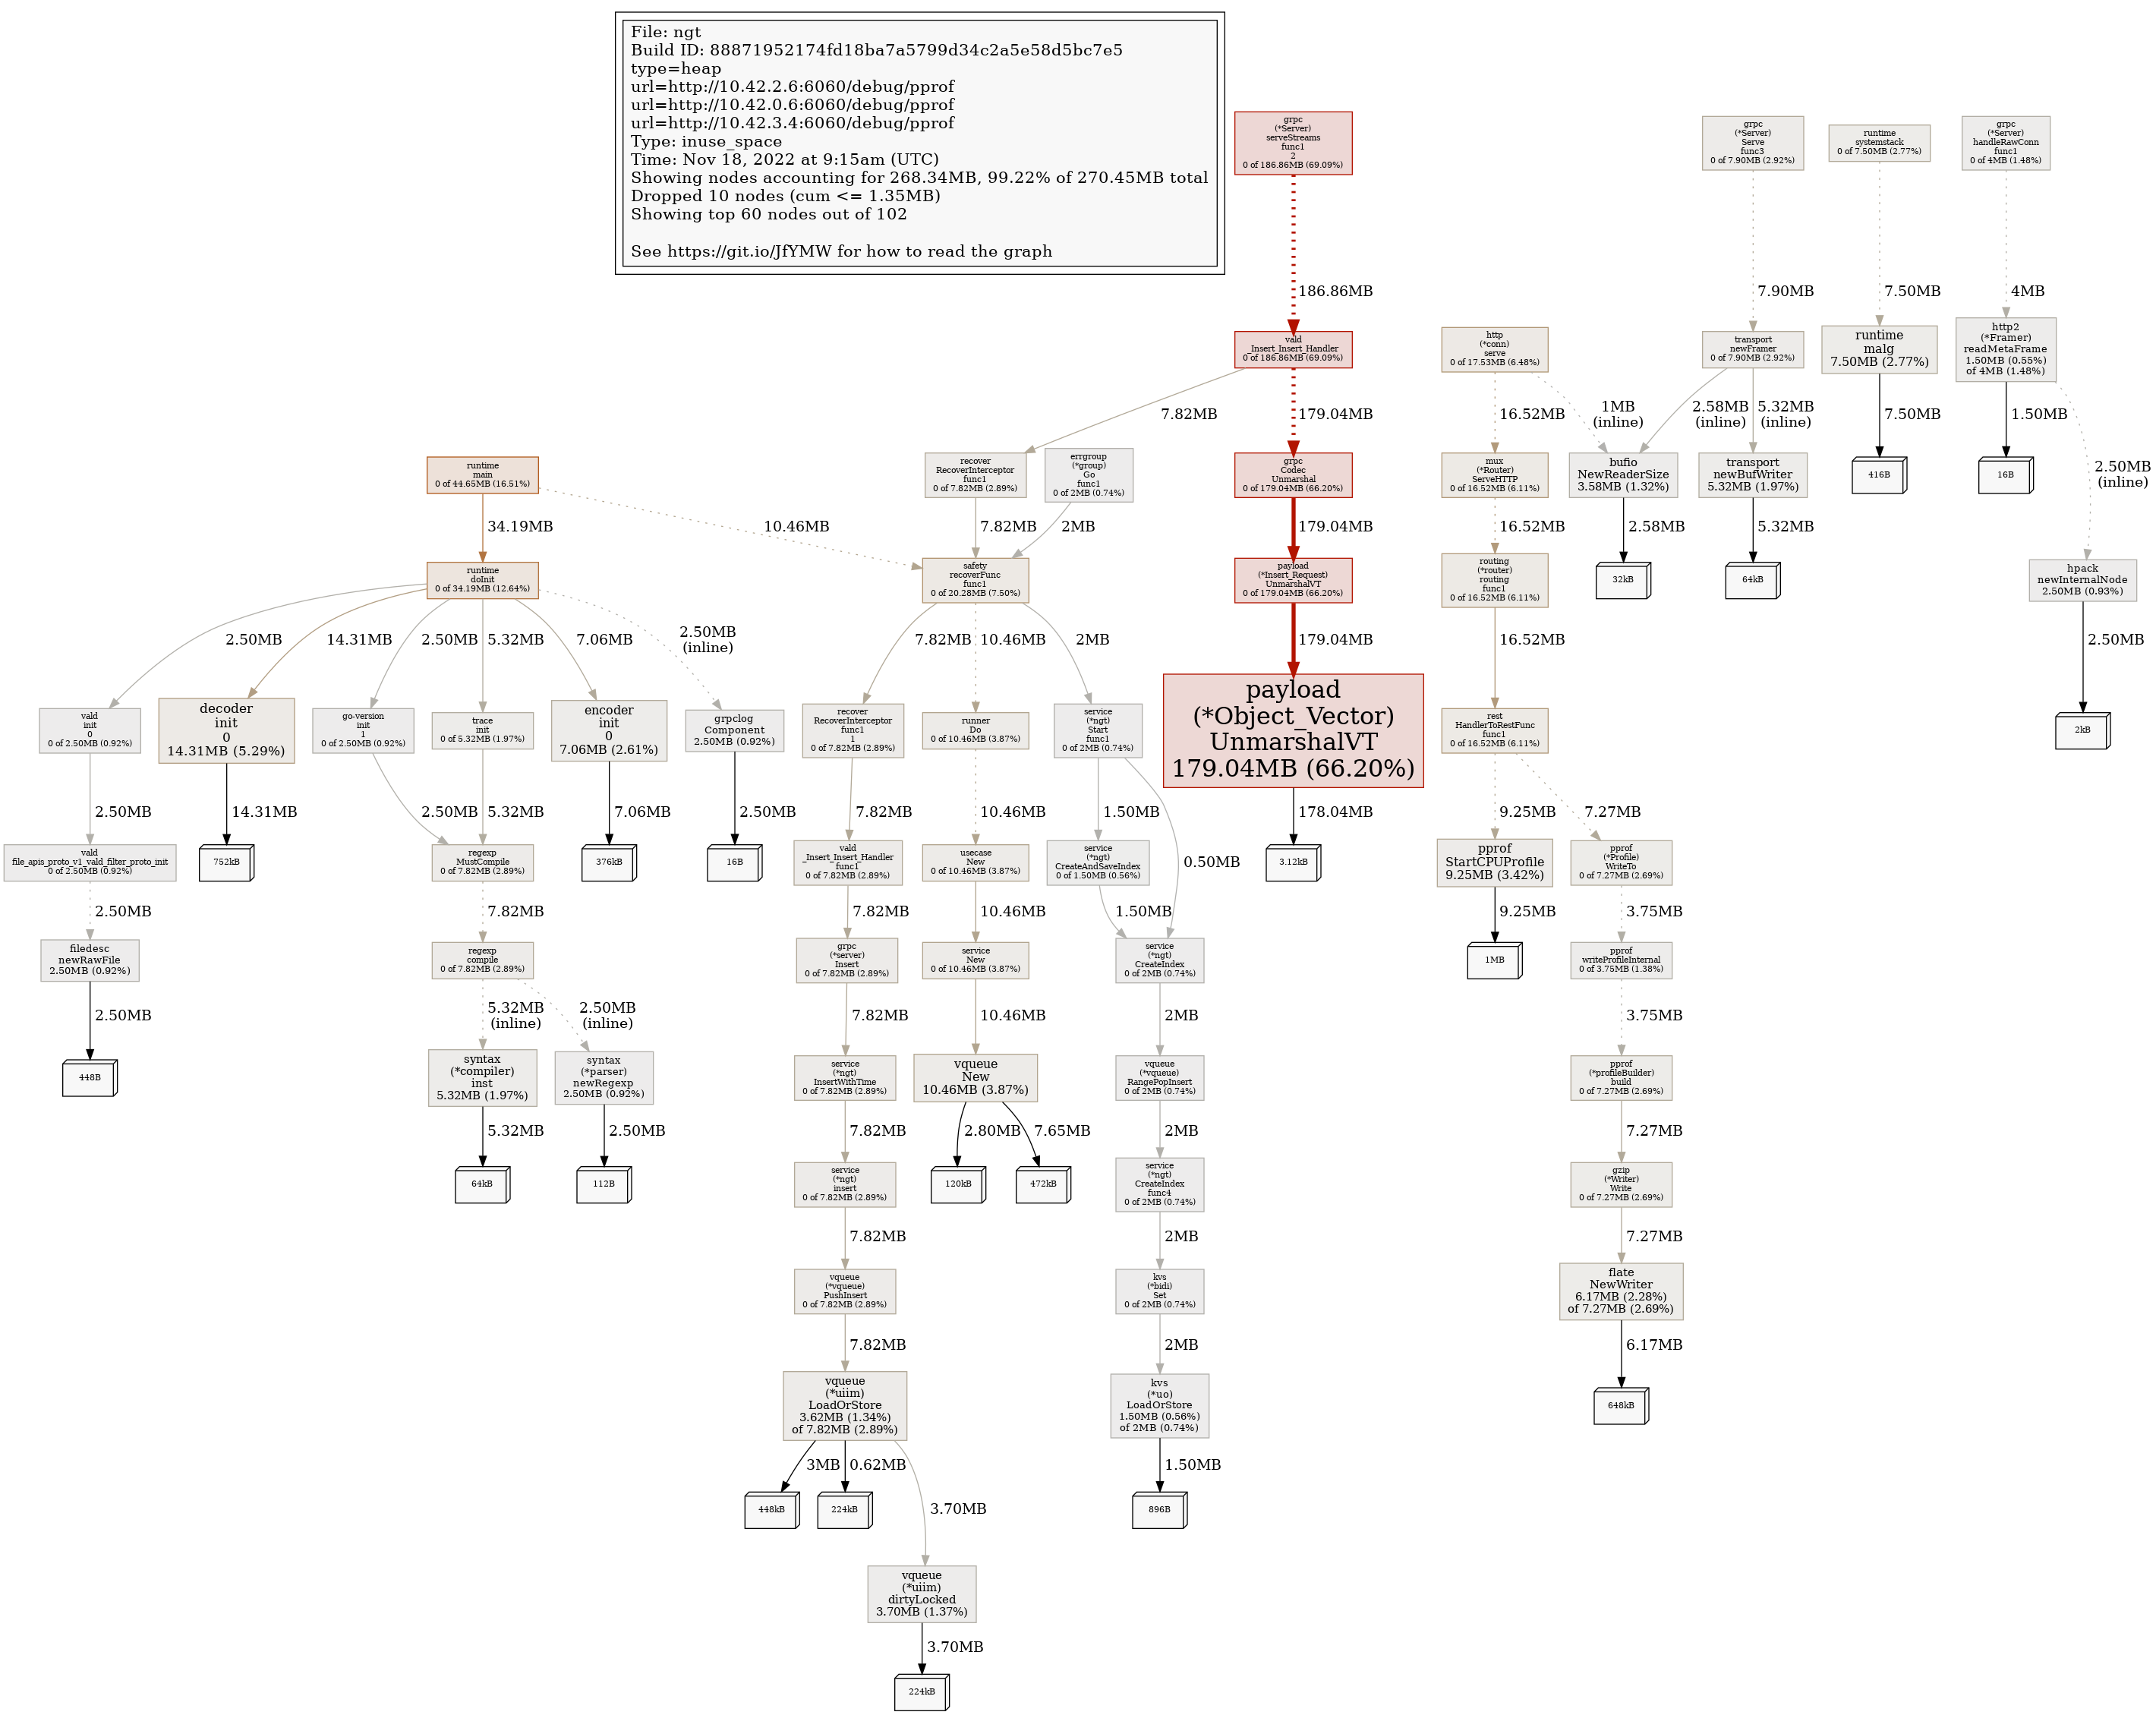 File: ngt
Build ID: 88871952174fd18ba7a5799d34c2a5e58d5bc7e5
type=heap
url=http://10.42.2.6:6060/debug/pprof
url=http://10.42.0.6:6060/debug/pprof
url=http://10.42.3.4:6060/debug/pprof
Type: inuse_space
Time: Nov 18, 2022 at 9:15am (UTC)
Showing nodes accounting for 268.34MB, 99.22% of 270.45MB total
Dropped 10 nodes (cum <= 1.35MB)
Showing top 60 nodes out of 102
See https://git.io/JfYMW for how to read the graph
grpc
(*Server)
serveStreams
func1
2
0 of 186.86MB (69.09%)
grpc
(*Server)
Serve
func3
0 of 7.90MB (2.92%)
runtime
systemstack
0 of 7.50MB (2.77%)
grpc
(*Server)
handleRawConn
func1
0 of 4MB (1.48%)
186.86MB
7.90MB
7.50MB
4MB
vald
_Insert_Insert_Handler
0 of 186.86MB (69.09%)
http
(*conn)
serve
0 of 17.53MB (6.48%)
transport
newFramer
0 of 7.90MB (2.92%)
runtime
malg
7.50MB (2.77%)
http2
(*Framer)
readMetaFrame
1.50MB (0.55%)
of 4MB (1.48%)
7.82MB
179.04MB
16.52MB
1MB
(inline)
2.58MB
(inline)
5.32MB
(inline)
7.50MB
1.50MB
2.50MB
(inline)
runtime
main
0 of 44.65MB (16.51%)
recover
RecoverInterceptor
func1
0 of 7.82MB (2.89%)
errgroup
(*group)
Go
func1
0 of 2MB (0.74%)
grpc
Codec
Unmarshal
0 of 179.04MB (66.20%)
mux
(*Router)
ServeHTTP
0 of 16.52MB (6.11%)
bufio
NewReaderSize
3.58MB (1.32%)
transport
newBufWriter
5.32MB (1.97%)
416B
16B
34.19MB
10.46MB
7.82MB
2MB
179.04MB
16.52MB
2.58MB
5.32MB
runtime
doInit
0 of 34.19MB (12.64%)
safety
recoverFunc
func1
0 of 20.28MB (7.50%)
payload
(*Insert_Request)
UnmarshalVT
0 of 179.04MB (66.20%)
routing
(*router)
routing
func1
0 of 16.52MB (6.11%)
32kB
64kB
hpack
newInternalNode
2.50MB (0.93%)
2.50MB
14.31MB
2.50MB
5.32MB
7.06MB
2.50MB
(inline)
7.82MB
10.46MB
2MB
179.04MB
16.52MB
2.50MB
vald
init
0
0 of 2.50MB (0.92%)
decoder
init
0
14.31MB (5.29%)
go-version
init
1
0 of 2.50MB (0.92%)
trace
init
0 of 5.32MB (1.97%)
encoder
init
0
7.06MB (2.61%)
grpclog
Component
2.50MB (0.92%)
recover
RecoverInterceptor
func1
1
0 of 7.82MB (2.89%)
runner
Do
0 of 10.46MB (3.87%)
service
(*ngt)
Start
func1
0 of 2MB (0.74%)
payload
(*Object_Vector)
UnmarshalVT
179.04MB (66.20%)
rest
HandlerToRestFunc
func1
0 of 16.52MB (6.11%)
2kB
2.50MB
14.31MB
2.50MB
5.32MB
7.06MB
2.50MB
7.82MB
10.46MB
1.50MB
0.50MB
178.04MB
9.25MB
7.27MB
vald
file_apis_proto_v1_vald_filter_proto_init
0 of 2.50MB (0.92%)
752kB
regexp
MustCompile
0 of 7.82MB (2.89%)
376kB
16B
vald
_Insert_Insert_Handler
func1
0 of 7.82MB (2.89%)
usecase
New
0 of 10.46MB (3.87%)
service
(*ngt)
CreateAndSaveIndex
0 of 1.50MB (0.56%)
3.12kB
pprof
StartCPUProfile
9.25MB (3.42%)
pprof
(*Profile)
WriteTo
0 of 7.27MB (2.69%)
2.50MB
7.82MB
7.82MB
10.46MB
1.50MB
9.25MB
3.75MB
filedesc
newRawFile
2.50MB (0.92%)
regexp
compile
0 of 7.82MB (2.89%)
grpc
(*server)
Insert
0 of 7.82MB (2.89%)
service
New
0 of 10.46MB (3.87%)
service
(*ngt)
CreateIndex
0 of 2MB (0.74%)
1MB
pprof
writeProfileInternal
0 of 3.75MB (1.38%)
2.50MB
5.32MB
(inline)
2.50MB
(inline)
7.82MB
10.46MB
2MB
3.75MB
448B
syntax
(*compiler)
inst
5.32MB (1.97%)
syntax
(*parser)
newRegexp
2.50MB (0.92%)
service
(*ngt)
InsertWithTime
0 of 7.82MB (2.89%)
vqueue
New
10.46MB (3.87%)
vqueue
(*vqueue)
RangePopInsert
0 of 2MB (0.74%)
pprof
(*profileBuilder)
build
0 of 7.27MB (2.69%)
5.32MB
2.50MB
7.82MB
2.80MB
7.65MB
2MB
7.27MB
64kB
112B
service
(*ngt)
insert
0 of 7.82MB (2.89%)
120kB
472kB
service
(*ngt)
CreateIndex
func4
0 of 2MB (0.74%)
gzip
(*Writer)
Write
0 of 7.27MB (2.69%)
7.82MB
2MB
7.27MB
vqueue
(*vqueue)
PushInsert
0 of 7.82MB (2.89%)
kvs
(*bidi)
Set
0 of 2MB (0.74%)
flate
NewWriter
6.17MB (2.28%)
of 7.27MB (2.69%)
7.82MB
2MB
6.17MB
vqueue
(*uiim)
LoadOrStore
3.62MB (1.34%)
of 7.82MB (2.89%)
kvs
(*uo)
LoadOrStore
1.50MB (0.56%)
of 2MB (0.74%)
648kB
3MB
0.62MB
3.70MB
1.50MB
448kB
224kB
896B
vqueue
(*uiim)
dirtyLocked
3.70MB (1.37%)
3.70MB
224kB